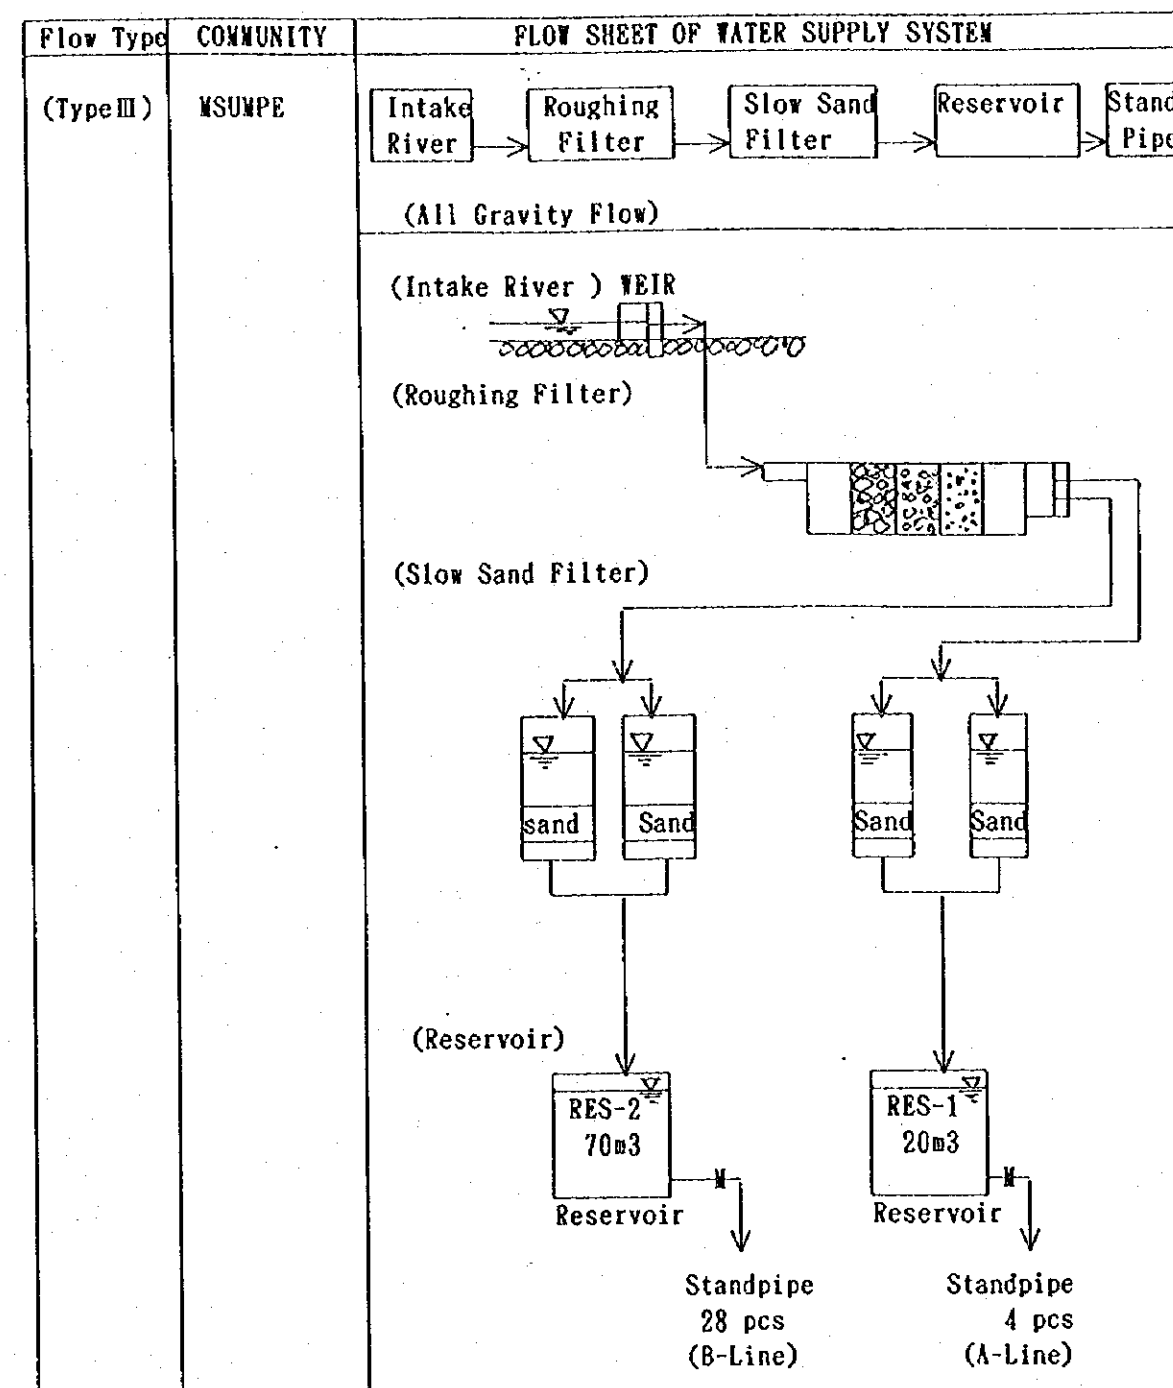 Flow Type COMMUNITY FLOW SHEET OF WATER SUPPLY SYSTEM
(Type Ⅲ) MSUMPE
Intake River
Roughing Filter
Slow Sand Filter
Reservoir
Stand Pipe
(All Gravity Flow)
(Intake River ) WEIR
(Roughing Filter)
(Slow Sand Filter)
sand Sand Sand Sand
(Reservoir)
RES-2 RES-1
70m3 20m3
Reservoir Reservoir
Standpipe Standpipe
28 pcs 4 pcs
(B-Line) (A-Line)